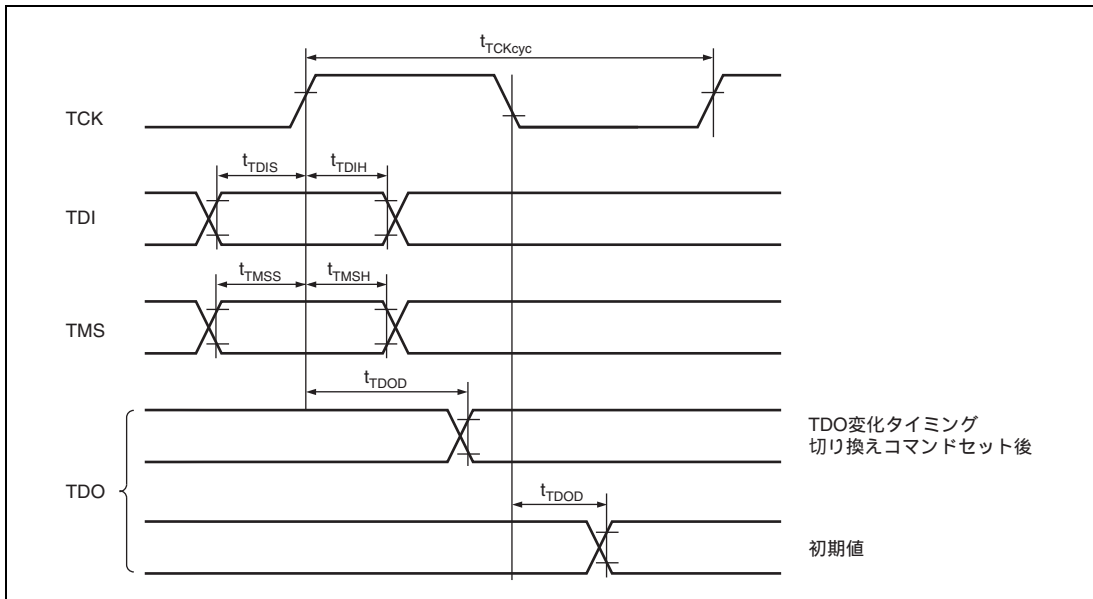 tTCKcyc
TCK
tTDIS
tTDIH
TDI
tTMSS
tTMSH
TMS
tTDOD
TDO変化タイミング
切り換えコマンドセット後
TDO
tTDOD
初期値